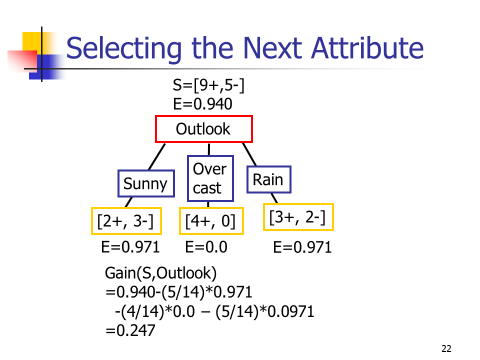 Selecting the Next Attribute
S=[9+,5-]
E=0.940
Outlook
Sunny
Over
cast
Rain
[2+, 3-]
[4+, 0]
[3+, 2-]
E=0.971
E=0.0
E=0.971
Gain(S,Outlook)
=0.940-(5/14)*0.971
-(4/14)*0.0 – (5/14)*0.0971
=0.247
22